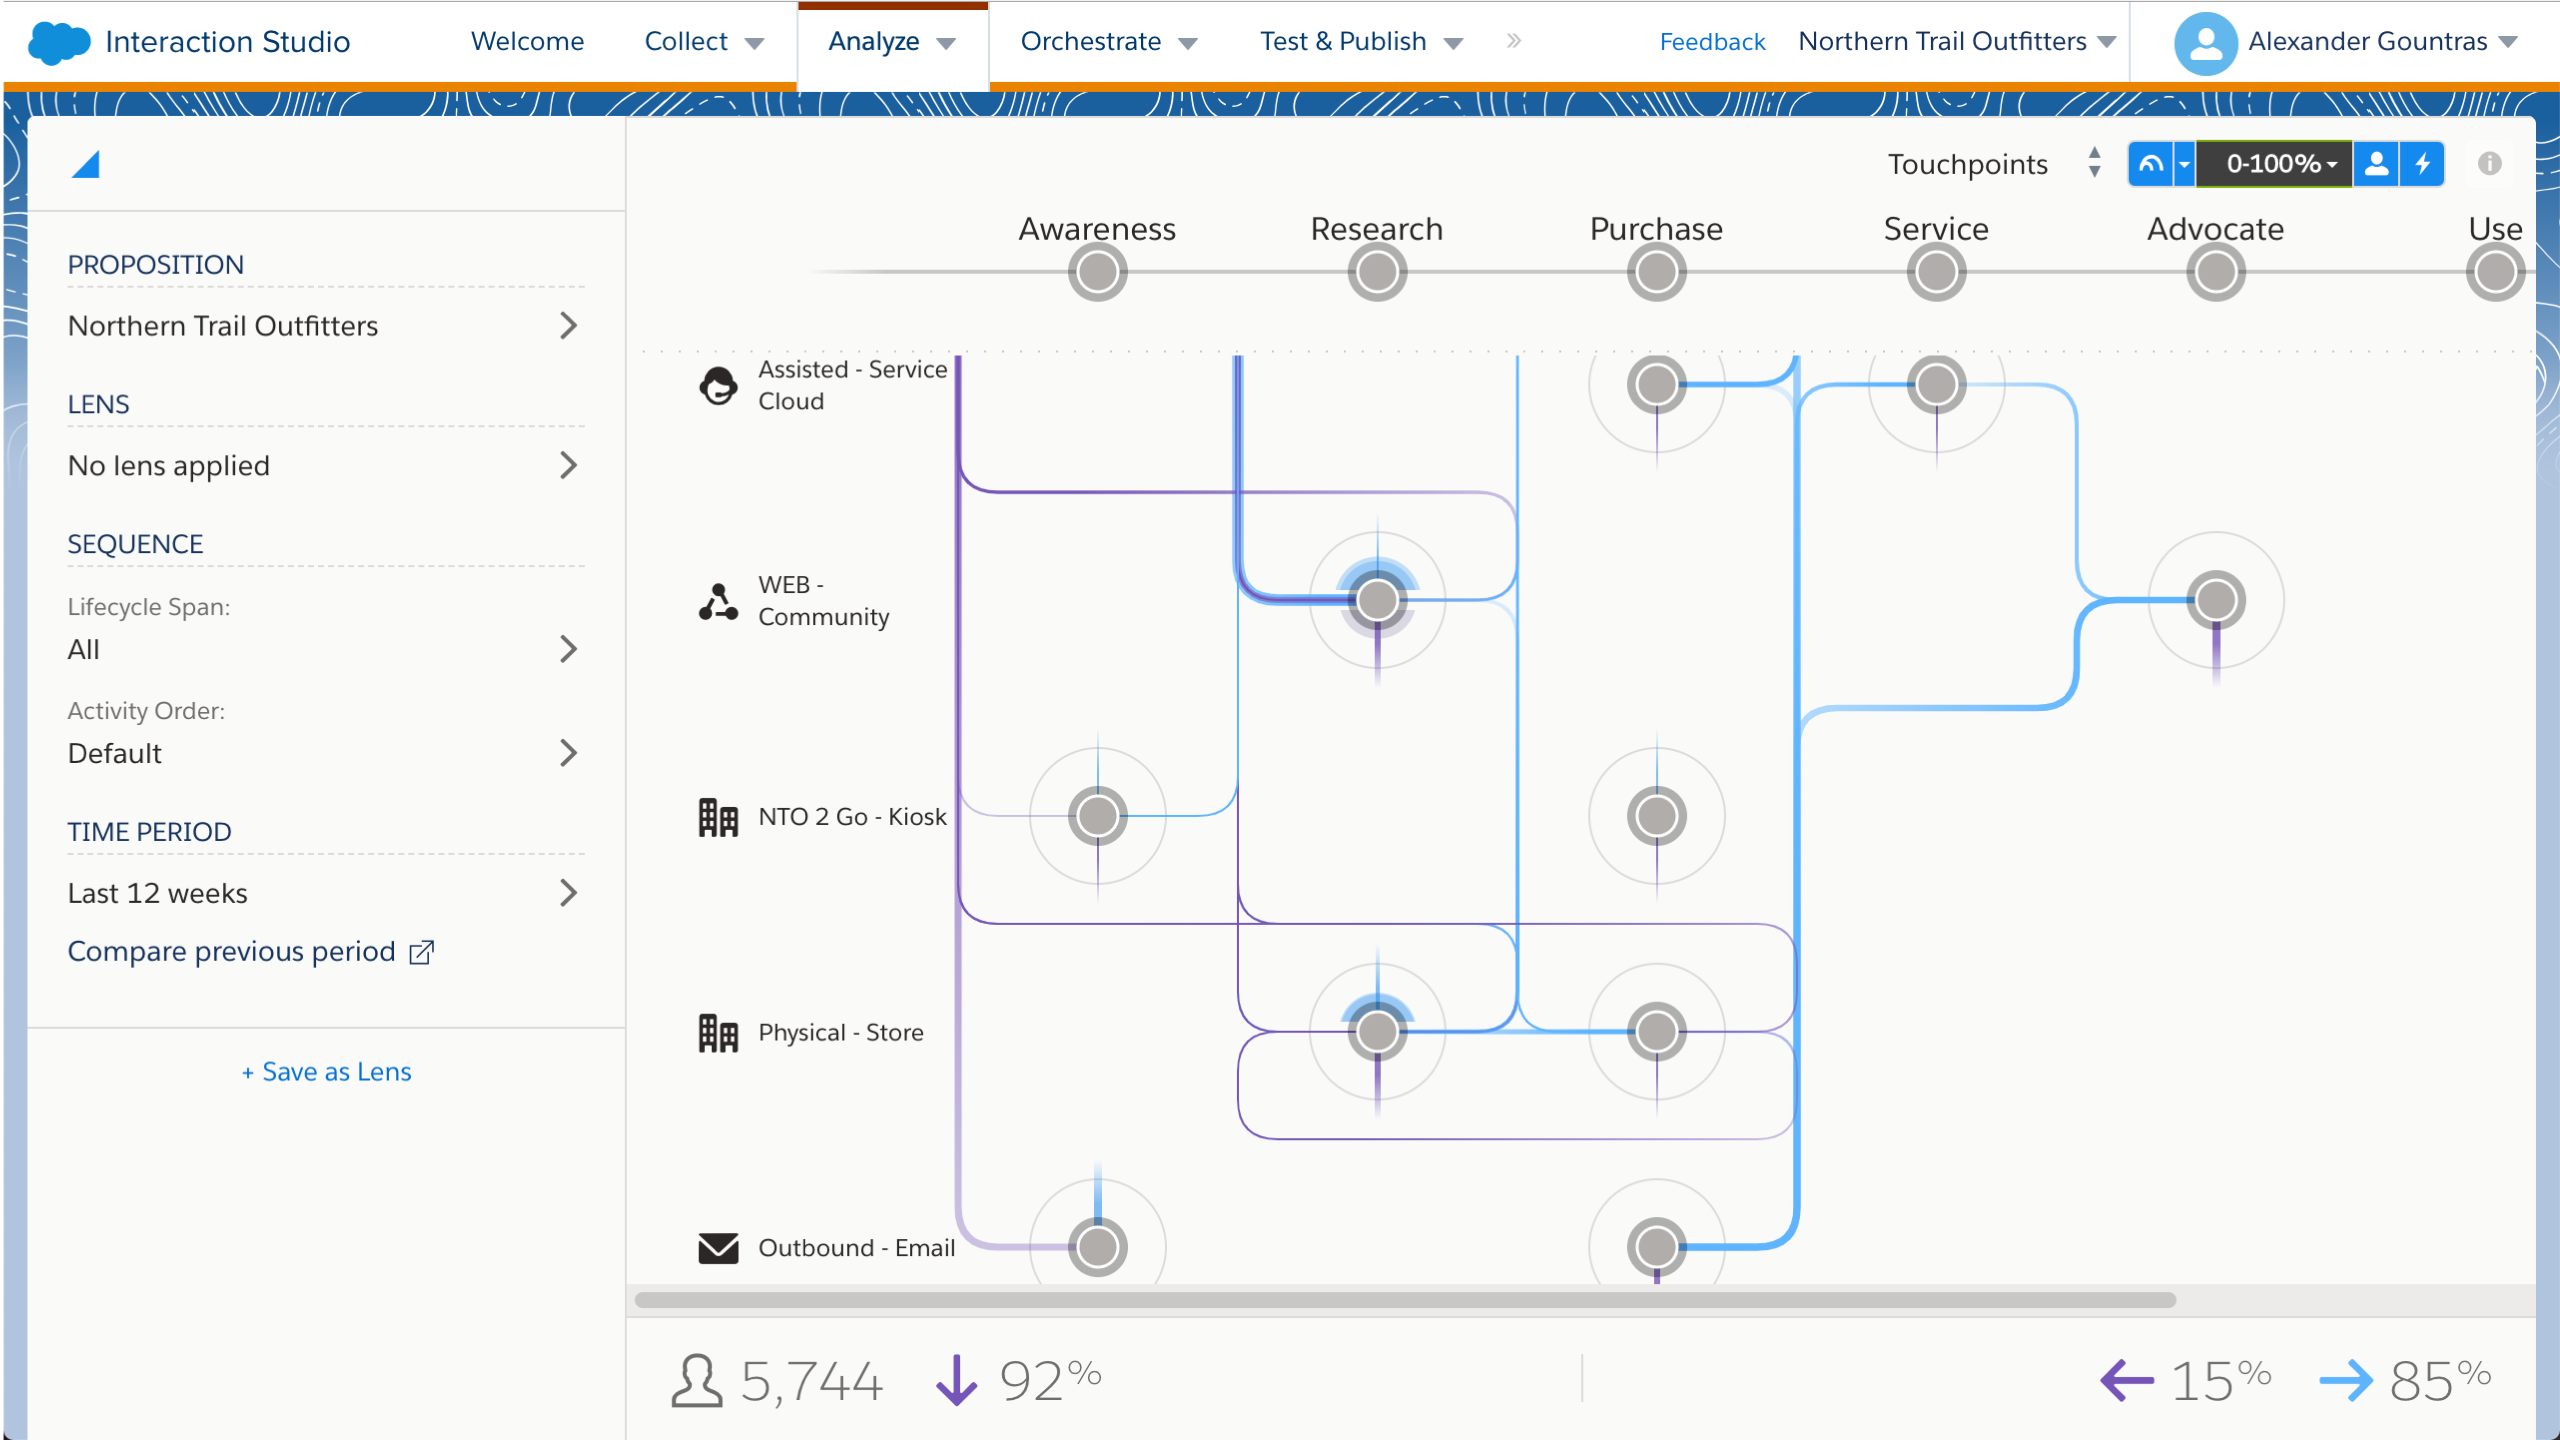 Interaction Studio
Welcome
Collect
Analyze
Orchestrate
Test & Publish
»
Feedback
Northern Trail Outfitters
Alexander Gountras
Touchpoints
0-100%
Awareness
Research
Purchase
Service
Advocate
Use
PROPOSITION
Northern Trail Outfitters
LENS
No lens applied
SEQUENCE
Lifecycle Span:
All
Activity Order:
Default
TIME PERIOD
Last 12 weeks
Compare previous period
+ Save as Lens
Assisted - Service
Cloud
WEB -
Community
NTO 2 Go - Kiosk
Physical - Store
Outbound - Email
5,744
92%
15%
85%